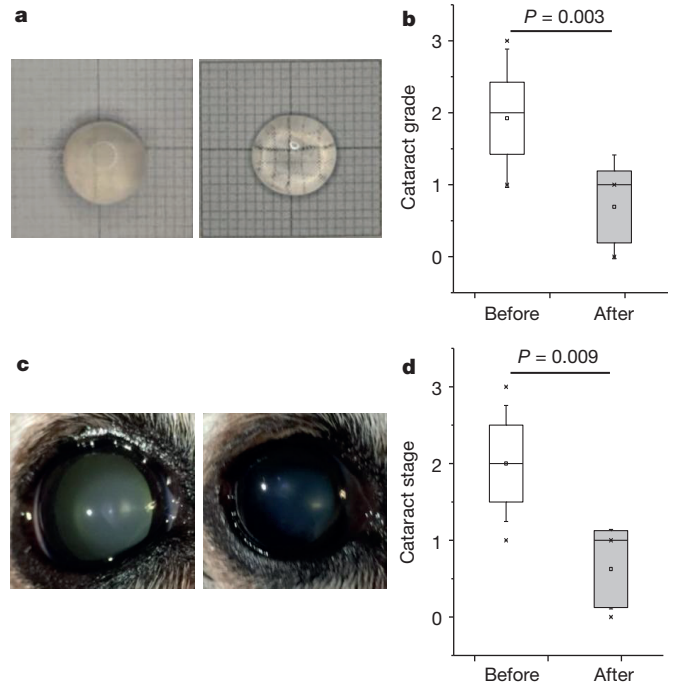 a
b
P = 0.003
Cataract grade
3
2
1
0
Before After
c
d
P = 0.009
Cataract stage
3
2
1
0
Before After